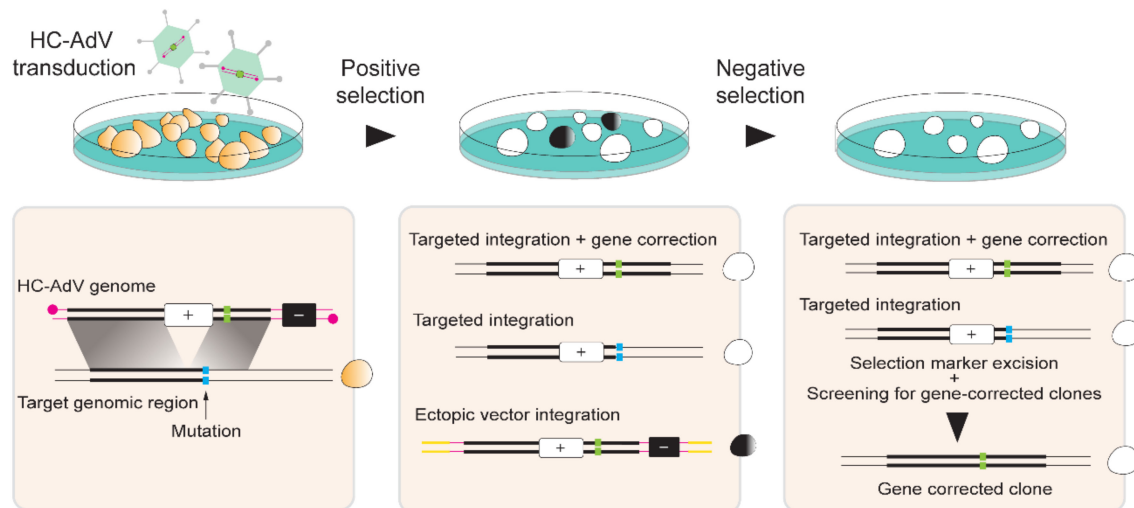 HC-AdV
transduction
Positive
selection
Negative
selection
HC-AdV genome
+
−
Target genomic region
Mutation
Targeted integration + gene correction
+
Targeted integration
+
Ectopic vector integration
+
−
Targeted integration + gene correction
+
Targeted integration
+
Selection marker excision
+
Screening for gene-corrected clones
Gene corrected clone